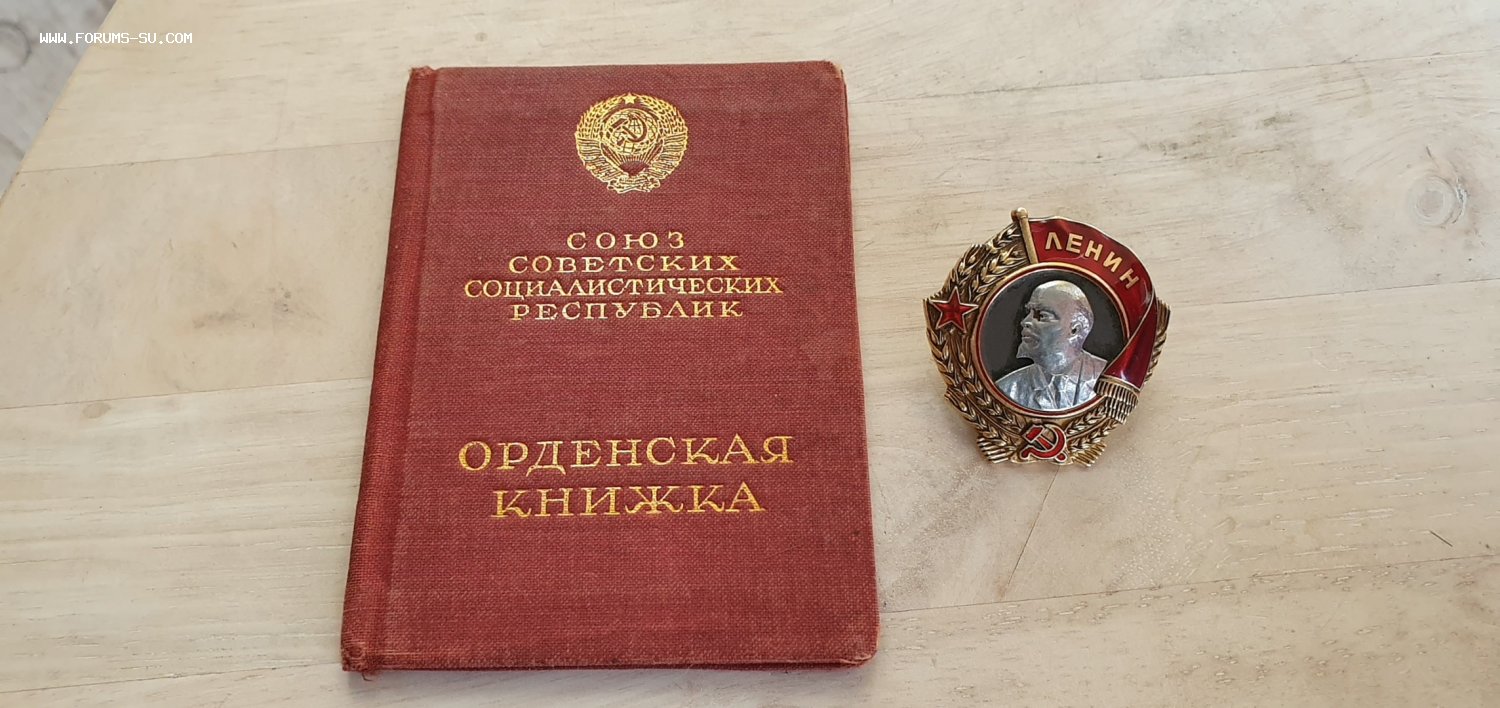 WWW.FORUMS-SU.COM
СОЮЗ
СОВЕТСКИХ
СОЦИАЛИСТИЧЕСКИХ
РЕСПУБЛИК
ОРДЕНСКАЯ
КНИЖКА
ЛЕНИН